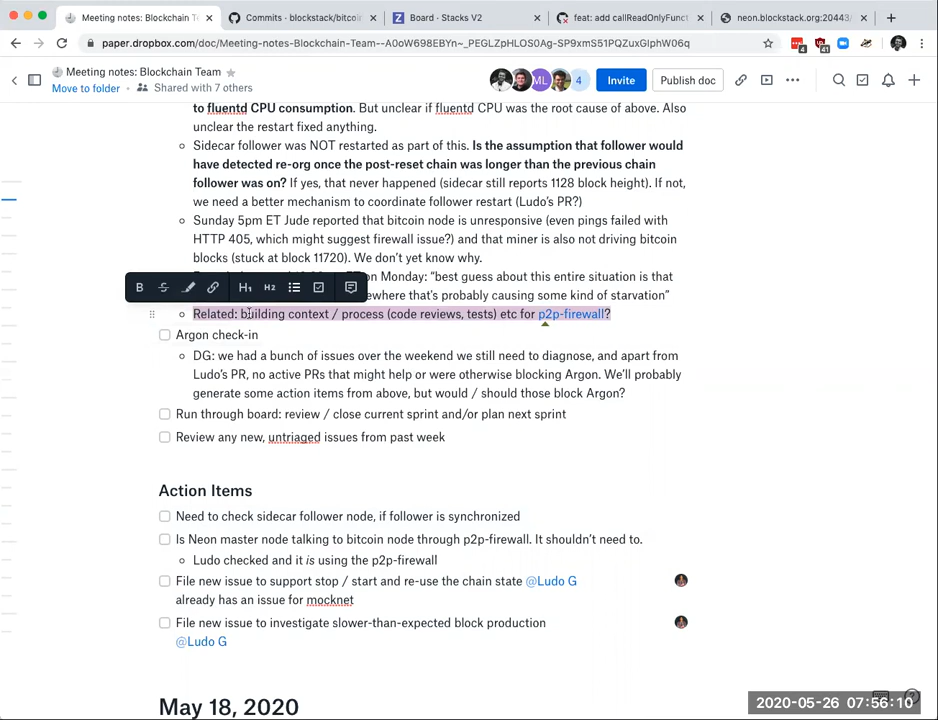 Meeting notes: Blockchain T
Commits · blockstack/bitcoi
Board - Stacks V2
feat: add callReadOnlyFunct
neon.blockstack.org:20443/
paper.dropbox.com/doc/Meeting-notes-Blockchain-Team--A0oW698EBYn~_PEGLZpHLOS0Ag-SP9xmS51PQZuxGlphW06q
4
41
Meeting notes: Blockchain Team
Move to folder
Shared with 7 others
ML
4
Invite
Publish doc
to fluentd CPU consumption. But unclear if fluentd CPU was the root cause of above. Also
unclear the restart fixed anything.
Sidecar follower was NOT restarted as part of this. Is the assumption that follower would
have detected re-org once the post-reset chain was longer than the previous chain
follower was on? If yes, that never happened (sidecar still reports 1128 block height). If not,
we need a better mechanism to coordinate follower restart (Ludo's PR?)
Sunday 5pm ET Jude reported that bitcoin node is unresponsive (even pings failed with
HTTP 405, which might suggest firewall issue?) and that miner is also not driving bitcoin
blocks (stuck at block 11720). We don't yet know why.
on Monday: “best guess about this entire situation is that
ewhere that's probably causing some kind of starvation”
B S H1 H2
Related: building context / process (code reviews, tests) etc for p2p-firewall?
Argon check-in
DG: we had a bunch of issues over the weekend we still need to diagnose, and apart from
Ludo's PR, no active PRs that might help or were otherwise blocking Argon. We'll probably
generate some action items from above, but would / should those block Argon?
Run through board: review / close current sprint and/or plan next sprint
Review any new, untriaged issues from past week
Action Items
Need to check sidecar follower node, if follower is synchronized
Is Neon master node talking to bitcoin node through p2p-firewall. It shouldn't need to.
Ludo checked and it is using the p2p-firewall
File new issue to support stop / start and re-use the chain state @Ludo G
already has an issue for mocknet
File new issue to investigate slower-than-expected block production
@Ludo G
May 18, 2020
2020-05-26 07:56:10